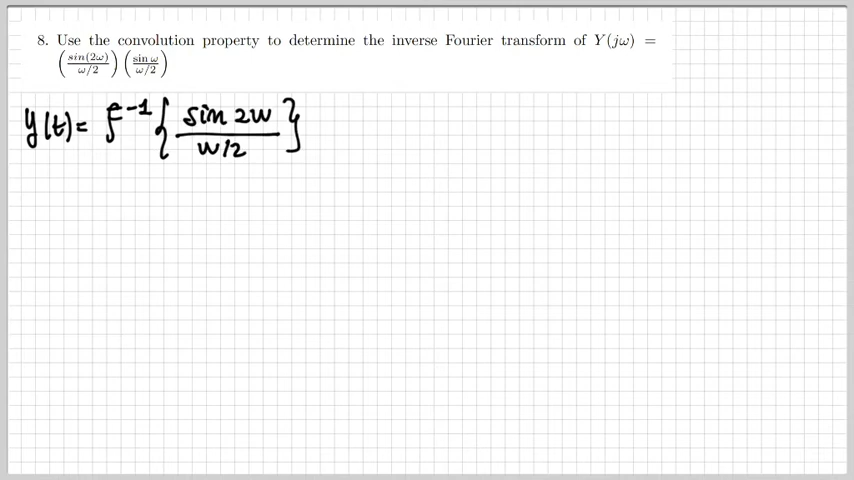 8. Use the convolution property to determine the inverse Fourier transform of Y(jω) =
(sin(2ω)/ω/2) (sin ω/ω/2)
y(t) = F^-1 { sin 2w / w/2 }